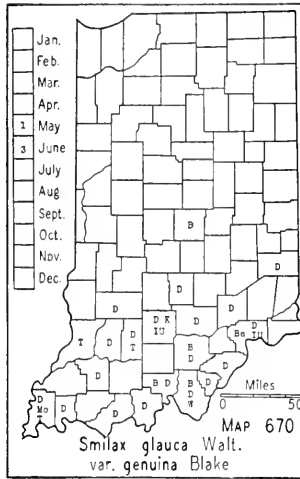 Jan.
Feb.
Mar.
Apr.
1 May
3 June
July
Aug
Sept.
Oct.
Nov.
Dec.
B
D
D
D
D K
IU
D
D
T
D
D
T
B
D
Bn
D
IU
D
D
D
Mo
T
D
D
D
B D
B
D
W
D
Miles
0 50
MAP 670
Smilax glauca Walt.
var. genuina Blake